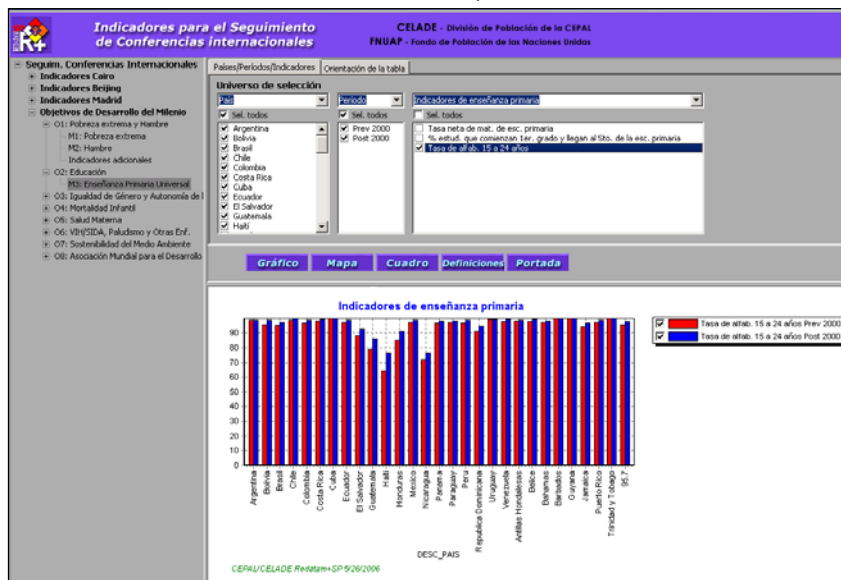 Indicadores para el Seguimiento
de Conferencias internacionales
CELADE - División de Población de la CEPAL
FNUAP - Fondo de Población de las Naciones Unidas
R+
Seguim. Conferencias Internacionales
Indicadores Cairo
Indicadores Beijing
Indicadores Madrid
Objetivos de Desarrollo del Milenio
O1: Pobreza extrema y Hambre
M1: Pobreza extrema
M2: Hambre
Indicadores adicionales
O2: Educación
M3: Enseñanza Primaria Universal
O3: Igualdad de Género y Autonomía de l
O4: Mortalidad Infantil
O5: Salud Materna
O6: VIH/SIDA, Paludismo y Otras Enf.
O7: Sostenibilidad del Medio Ambiente
O8: Asociación Mundial para el Desarrollo
Países/Períodos/Indicadores
Orientación de la tabla
Universo de selección
País
Sel. todos
Argentina
Bolivia
Brasil
Chile
Colombia
Costa Rica
Cuba
Ecuador
El Salvador
Guatemala
Haití
Período
Sel. todos
Prev 2000
Post 2000
Indicadores de enseñanza primaria
Sel. todos
Tasa neta de mat. de esc. primaria
% estud. que comienzan 1er. grado y llegan al 5to. de la esc. primaria
Tasa de alfab. 15 a 24 años
Gráfico
Mapa
Cuadro
Definiciones
Portada
Indicadores de enseñanza primaria
90
80
70
60
50
40
30
20
10
0
Argentina
Bolivia
Brasil
Chile
Colombia
Costa Rica
Cuba
Ecuador
El Salvador
Guatemala
Haiti
Honduras
Mexico
Nicaragua
Panama
Paraguay
Peru
Republica Dominicana
Uruguay
Venezuela
Antillas Holandesas
Belice
Bahamas
Barbados
Guyana
Jamaica
Puerto Rico
Trinidad y Tobago
95.7
DESC_PAIS
Tasa de alfab. 15 a 24 años Prev 2000
Tasa de alfab. 15 a 24 años Post 2000
CEPAL/CELADE Redatam+SP 9/26/2006